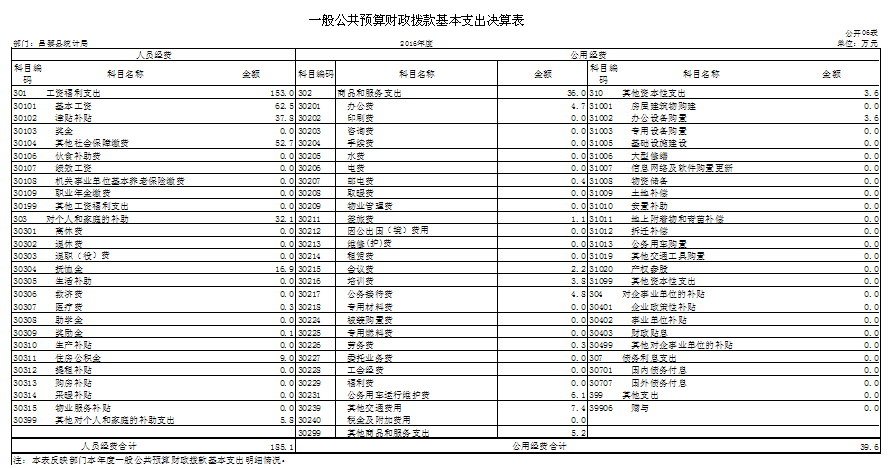 一般公共预算财政拨款基本支出决算表
公开06表
部门：昌黎县统计局 2016年度 单位：万元
人员经费 公用经费
科目编码 科目名称 金额 科目编码 科目名称 金额 科目编码 科目名称 金额
301 工资福利支出 153.0 302 商品和服务支出 36.0 310 其他资本性支出 3.6
30101 基本工资 62.5 30201 办公费 4.7 31001 房屋建筑物购建 0.0
30102 津贴补贴 37.8 30202 印刷费 0.0 31002 办公设备购置 3.6
30103 奖金 0.0 30203 咨询费 0.0 31003 专用设备购置 0.0
30104 其他社会保障缴费 52.7 30204 手续费 0.0 31005 基础设施建设 0.0
30106 伙食补助费 0.0 30205 水费 0.0 31006 大型修缮 0.0
30107 绩效工资 0.0 30206 电费 0.0 31007 信息网络及软件购置更新 0.0
30108 机关事业单位基本养老保险缴费 0.0 30207 邮电费 0.4 31008 物资储备 0.0
30109 职业年金缴费 0.0 30208 取暖费 0.0 31009 土地补偿 0.0
30199 其他工资福利支出 0.0 30209 物业管理费 0.0 31010 安置补助 0.0
303 对个人和家庭的补助 32.1 30211 差旅费 1.1 31011 地上附着物和青苗补偿 0.0
30301 离休费 0.0 30212 因公出国（境）费用 0.0 31012 拆迁补偿 0.0
30302 退休费 0.0 30213 维修(护)费 0.0 31013 公务用车购置 0.0
30303 退职（役）费 0.0 30214 租赁费 0.0 31019 其他交通工具购置 0.0
30304 抚恤金 16.9 30215 会议费 2.2 31020 产权参股 0.0
30305 生活补助 0.0 30216 培训费 3.8 31099 其他资本性支出 0.0
30306 救济费 0.0 30217 公务接待费 4.8 304 对企事业单位的补贴 0.0
30307 医疗费 0.3 30218 专用材料费 0.0 30401 企业政策性补贴 0.0
30308 助学金 0.0 30224 被装购置费 0.0 30402 事业单位补贴 0.0
30309 奖励金 0.1 30225 专用燃料费 0.0 30403 财政贴息 0.0
30310 生产补贴 0.0 30226 劳务费 0.3 30499 其他对企事业单位的补贴 0.0
30311 住房公积金 9.0 30227 委托业务费 0.0 307 债务利息支出 0.0
30312 提租补贴 0.0 30228 工会经费 0.0 30701 国内债务付息 0.0
30313 购房补贴 0.0 30229 福利费 0.0 30707 国外债务付息 0.0
30314 采暖补贴 0.0 30231 公务用车运行维护费 6.1 399 其他支出 0.0
30315 物业服务补贴 0.0 30239 其他交通费用 7.4 39906 赠与 0.0
30399 其他对个人和家庭的补助支出 5.8 30240 税金及附加费用 0.0
30299 其他商品和服务支出 5.2
人员经费合计 185.1 公用经费合计 39.6
注：本表反映部门本年度一般公共预算财政拨款基本支出明细情况。